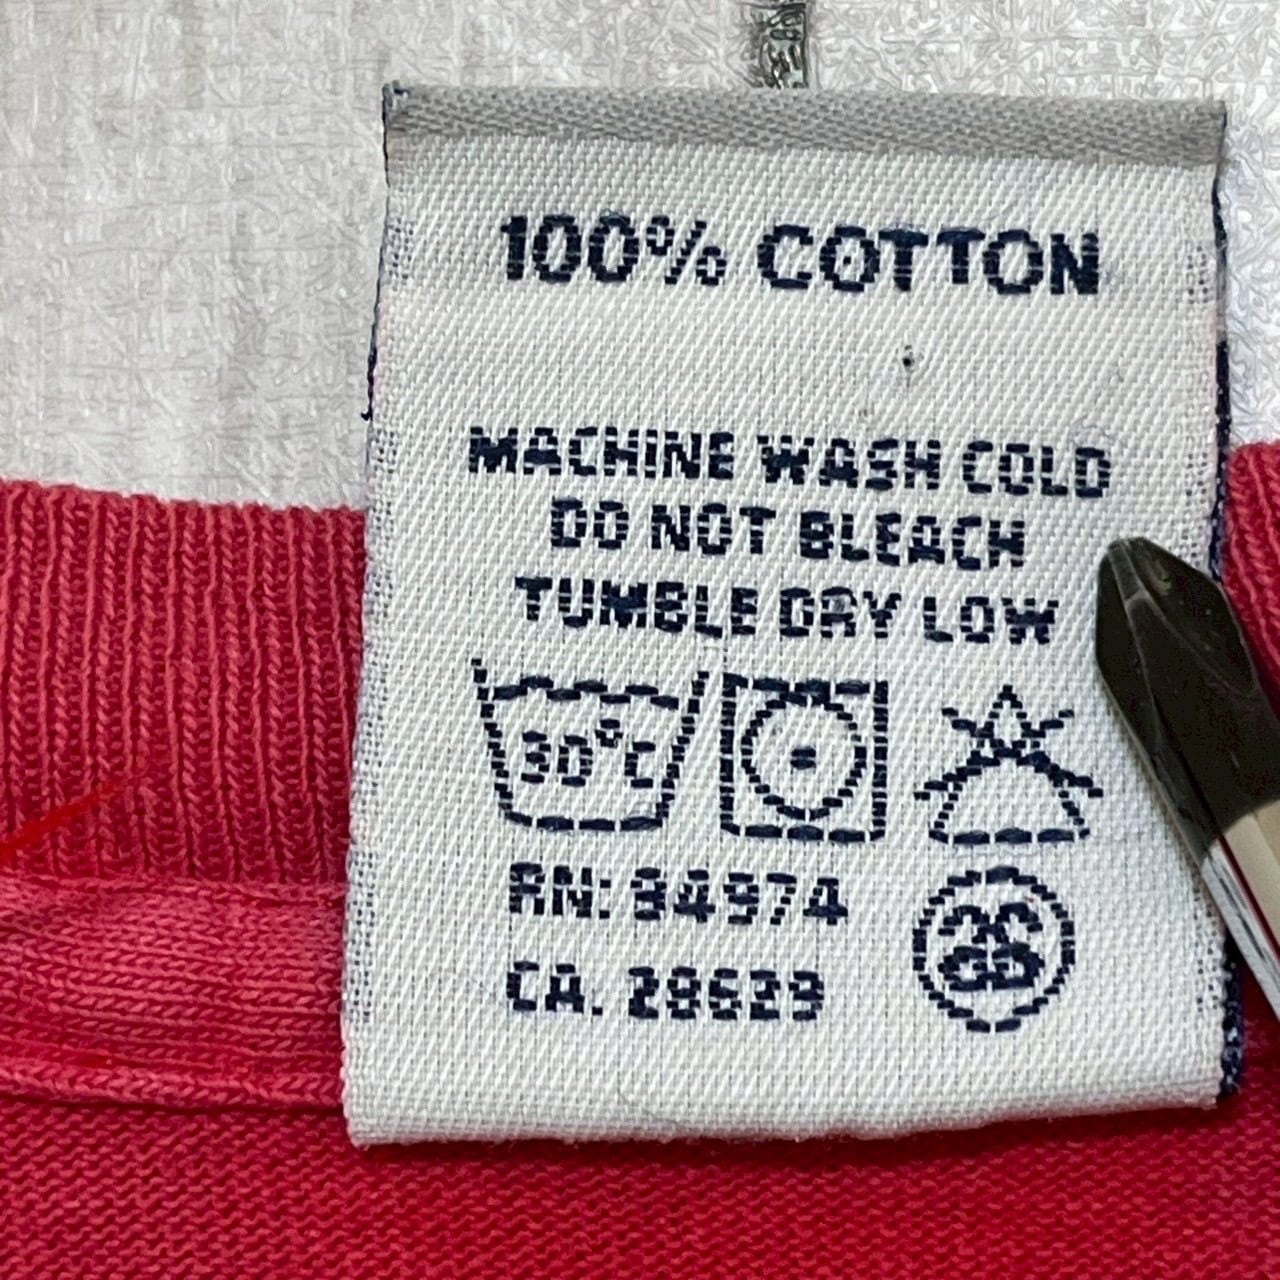 100% COTTON
MACHINE WASH COLD
DO NOT BLEACH
TUMBLE DRY LOW
30°C
RN: 94974
CA. 28629